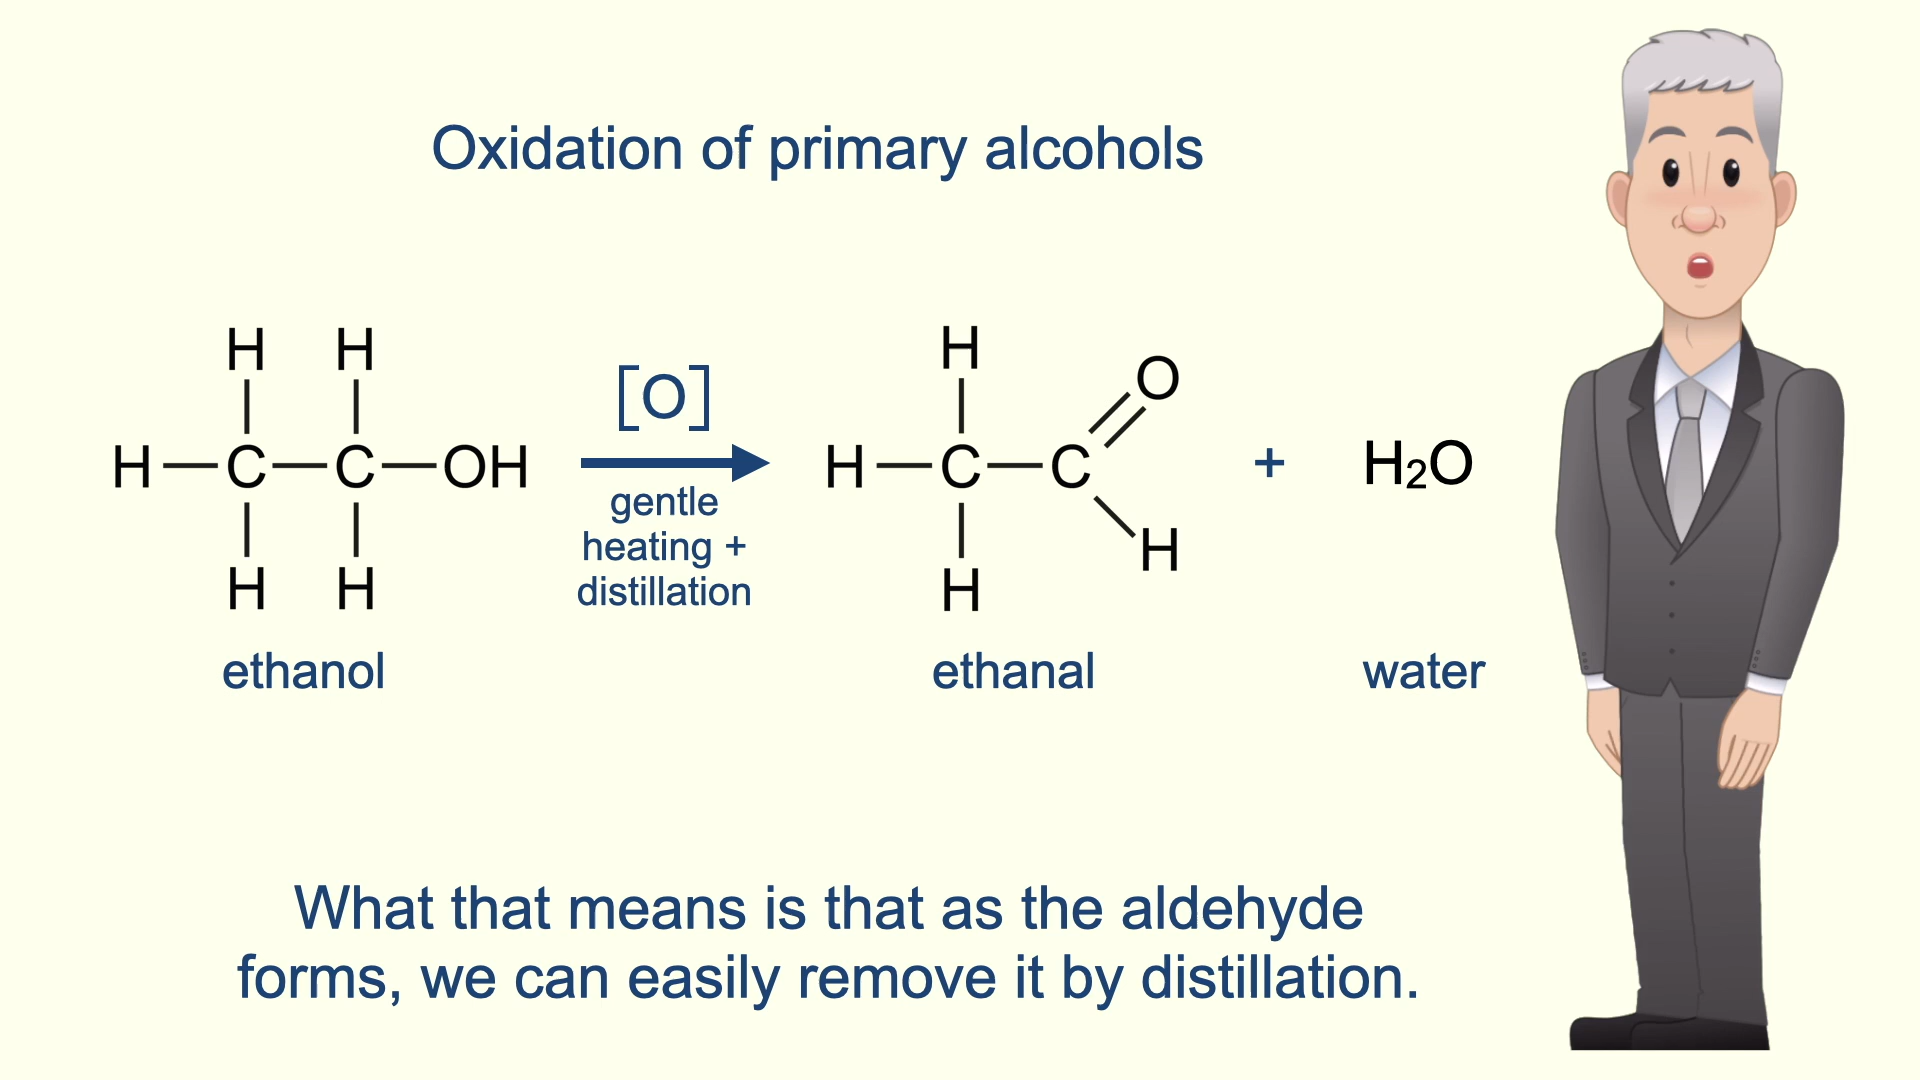 Oxidation of primary alcohols
H H
[O]
H
O
H C C OH
H C C
+
H₂O
gentle
heating +
distillation
H
H H
H
ethanol
ethanal
water
What that means is that as the aldehyde
forms, we can easily remove it by distillation.